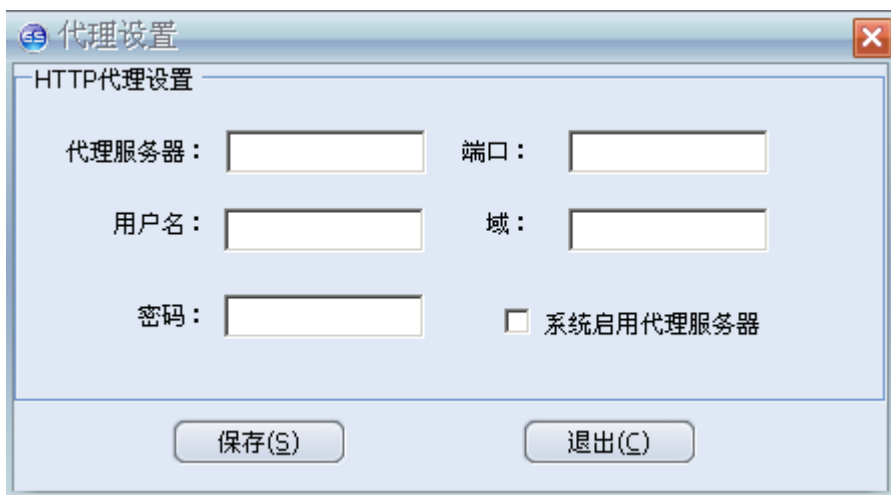 GS 代理设置
HTTP代理设置
代理服务器： 端口：
用户名： 域：
密码： 系统启用代理服务器
保存(S) 退出(C)